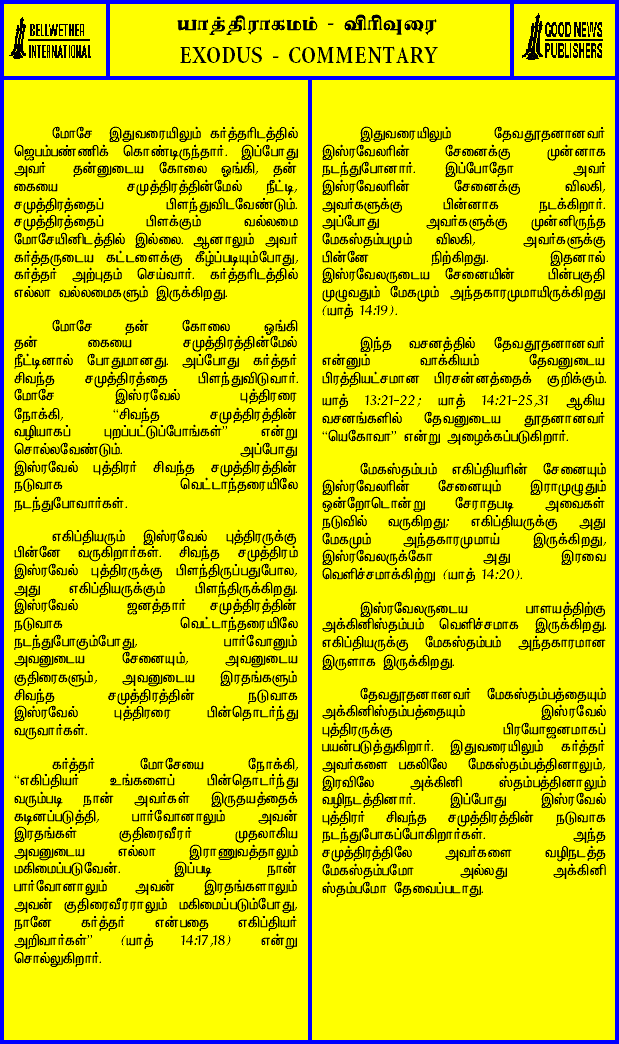 BELLWETHER
INTERNATIONAL
யாத்திராகமம் - விரிவுரை
EXODUS - COMMENTARY
GOOD NEWS
PUBLISHERS
மோசே இதுவரையிலும் கர்த்தரிடத்தில்
ஜெபம்பண்ணிக் கொண்டிருந்தார். இப்போது
அவர் தன்னுடைய கோலை ஓங்கி, தன்
கையை சமுத்திரத்தின்மேல் நீட்டி,
சமுத்திரத்தைப் பிளந்துவிடவேண்டும்.
சமுத்திரத்தைப் பிளக்கும் வல்லமை
மோசேயினிடத்தில் இல்லை. ஆனாலும் அவர்
கர்த்தருடைய கட்டளைக்கு கீழ்ப்படியும்போது,
கர்த்தர் அற்புதம் செய்வார். கர்த்தரிடத்தில்
எல்லா வல்லமைகளும் இருக்கிறது.
மோசே தன் கோலை ஓங்கி
தன் கையை சமுத்திரத்தின்மேல்
நீட்டினால் போதுமானது. அப்போது கர்த்தர்
சிவந்த சமுத்திரத்தை பிளந்துவிடுவார்.
மோசே இஸ்ரவேல் புத்திரரை
நோக்கி, “சிவந்த சமுத்திரத்தின்
வழியாகப் புறப்பட்டுப்போங்கள்” என்று
சொல்லவேண்டும். அப்போது
இஸ்ரவேல் புத்திரர் சிவந்த சமுத்திரத்தின்
நடுவாக வெட்டாந்தரையிலே
நடந்துபோவார்கள்.
எகிப்தியரும் இஸ்ரவேல் புத்திரருக்கு
பின்னே வருகிறார்கள். சிவந்த சமுத்திரம்
இஸ்ரவேல் புத்திரருக்கு பிளந்திருப்பதுபோல,
அது எகிப்தியருக்கும் பிளந்திருக்கிறது.
இஸ்ரவேல் ஜனத்தார் சமுத்திரத்தின்
நடுவாக வெட்டாந்தரையிலே
நடந்துபோகும்போது, பார்வோனும்
அவனுடைய சேனையும், அவனுடைய
குதிரைகளும், அவனுடைய இரதங்களும்
சிவந்த சமுத்திரத்தின் நடுவாக
இஸ்ரவேல் புத்திரரை பின்தொடர்ந்து
வருவார்கள்.
கர்த்தர் மோசேயை நோக்கி,
“எகிப்தியர் உங்களைப் பின்தொடர்ந்து
வரும்படி நான் அவர்கள் இருதயத்தைக்
கடினப்படுத்தி, பார்வோனாலும் அவன்
இரதங்கள் குதிரைவீரர் முதலாகிய
அவனுடைய எல்லா இராணுவத்தாலும்
மகிமைப்படுவேன். இப்படி நான்
பார்வோனாலும் அவன் இரதங்களாலும்
அவன் குதிரைவீரராலும் மகிமைப்படும்போது,
நானே கர்த்தர் என்பதை எகிப்தியர்
அறிவார்கள்” (யாத் 14:17,18) என்று
சொல்லுகிறார்.
இதுவரையிலும் தேவதூதனானவர்
இஸ்ரவேலரின் சேனைக்கு முன்னாக
நடந்துபோனார். இப்போதோ அவர்
இஸ்ரவேலரின் சேனைக்கு விலகி,
அவர்களுக்கு பின்னாக நடக்கிறார்.
அப்போது அவர்களுக்கு முன்னிருந்த
மேகஸ்தம்பமும் விலகி, அவர்களுக்கு
பின்னே நிற்கிறது. இதனால்
இஸ்ரவேலருடைய சேனையின் பின்பகுதி
முழுவதும் மேகமும் அந்தகாரமுமாயிருக்கிறது
(யாத் 14:19).
இந்த வசனத்தில் தேவதூதனானவர்
என்னும் வாக்கியம் தேவனுடைய
பிரத்தியட்சமான பிரசன்னத்தைக் குறிக்கும்.
யாத் 13:21-22; யாத் 14:21-25,31 ஆகிய
வசனங்களில் தேவனுடைய தூதனானவர்
“யெகோவா” என்று அழைக்கப்படுகிறார்.
மேகஸ்தம்பம் எகிப்தியரின் சேனையும்
இஸ்ரவேலரின் சேனையும் இராமுழுதும்
ஒன்றோடொன்று சேராதபடி அவைகள்
நடுவில் வருகிறது; எகிப்தியருக்கு அது
மேகமும் அந்தகாரமுமாய் இருக்கிறது,
இஸ்ரவேலருக்கோ அது இரவை
வெளிச்சமாக்கிற்று (யாத் 14:20).
இஸ்ரவேலருடைய பாளயத்திற்கு
அக்கினிஸ்தம்பம் வெளிச்சமாக இருக்கிறது.
எகிப்தியருக்கு மேகஸ்தம்பம் அந்தகாரமான
இருளாக இருக்கிறது.
தேவதூதனானவர் மேகஸ்தம்பத்தையும்
அக்கினிஸ்தம்பத்தையும் இஸ்ரவேல்
புத்திரருக்கு பிரயோஜனமாகப்
பயன்படுத்துகிறார். இதுவரையிலும் கர்த்தர்
அவர்களை பகலிலே மேகஸ்தம்பத்தினாலும்,
இரவிலே அக்கினி ஸ்தம்பத்தினாலும்
வழிநடத்தினார். இப்போது இஸ்ரவேல்
புத்திரர் சிவந்த சமுத்திரத்தின் நடுவாக
நடந்துபோகப்போகிறார்கள். அந்த
சமுத்திரத்திலே அவர்களை வழிநடத்த
மேகஸ்தம்பமோ அல்லது அக்கினி
ஸ்தம்பமோ தேவைப்படாது.